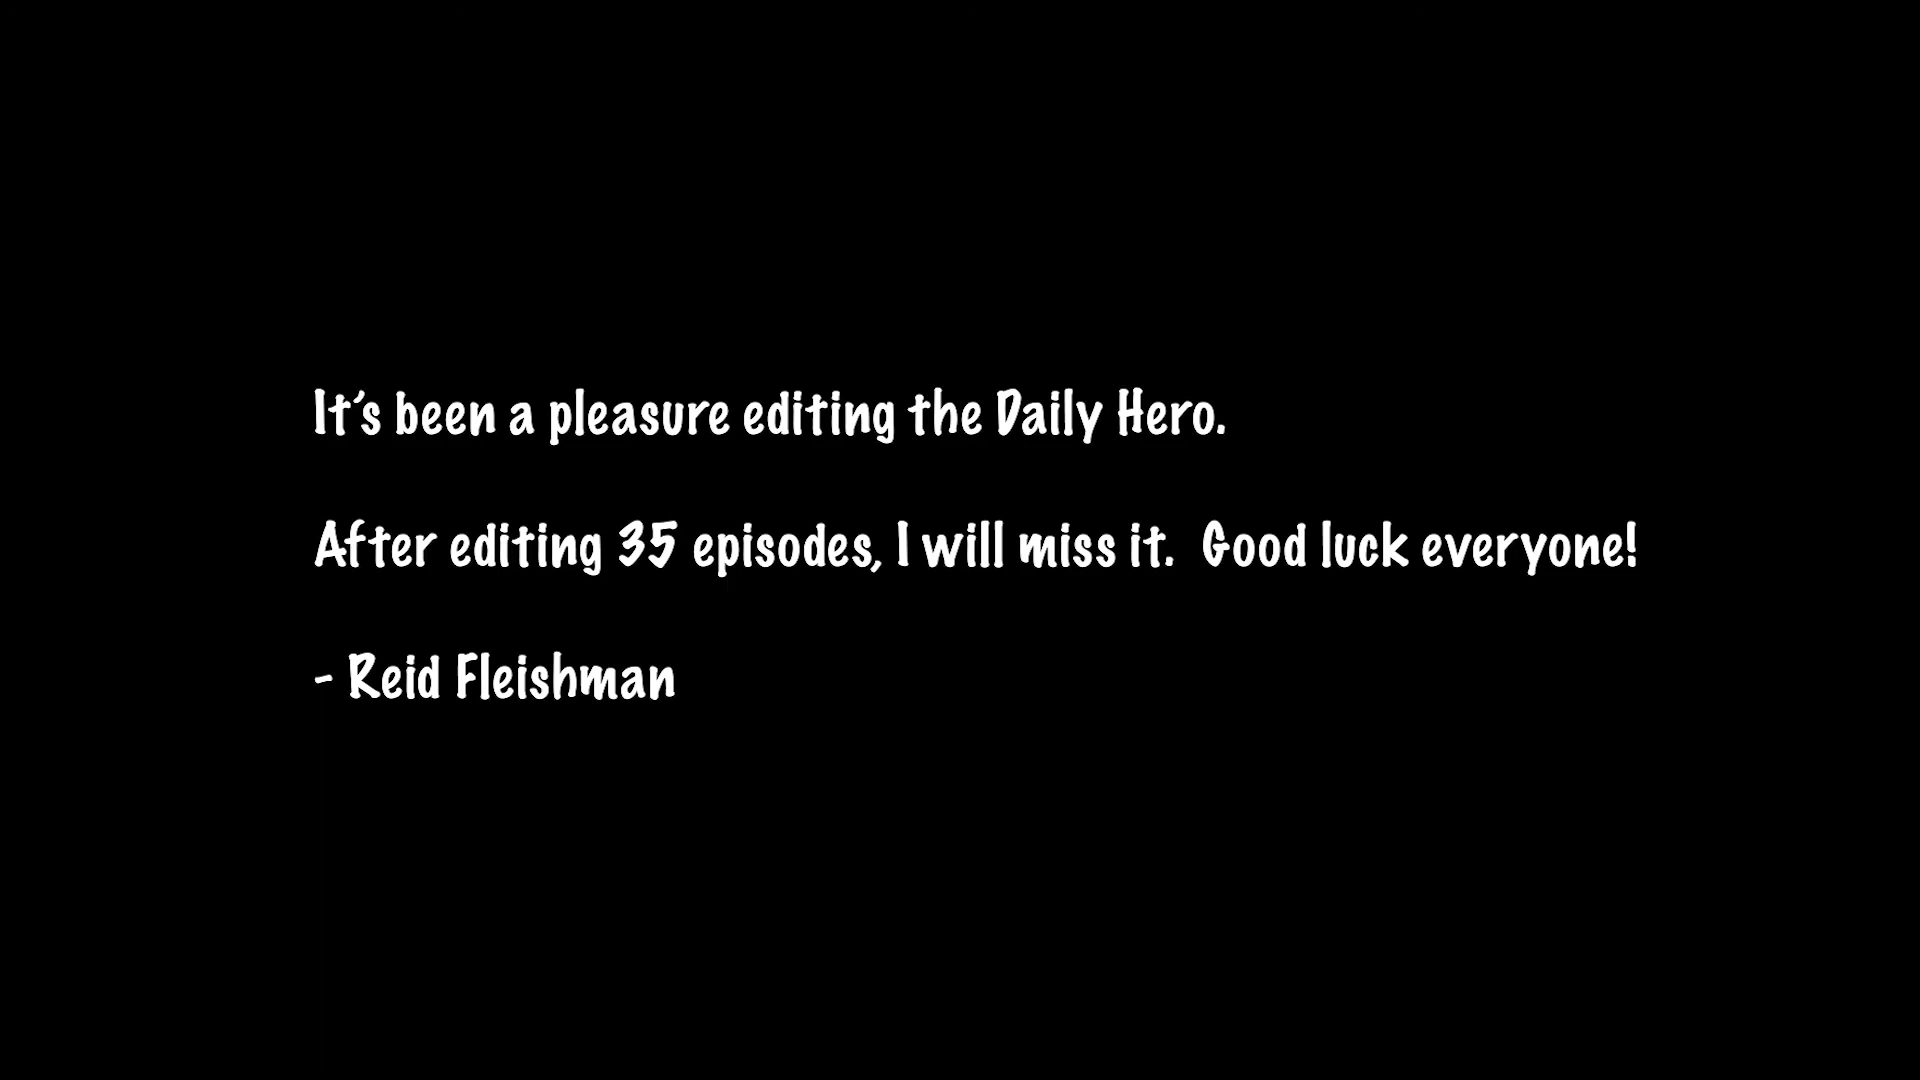 It's been a pleasure editing the Daily Hero.
After editing 35 episodes, I will miss it.  Good luck everyone!
- Reid Fleishman